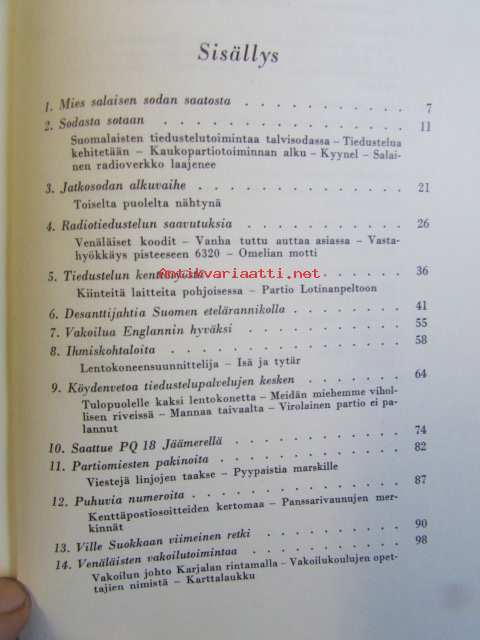 Sisällys
1. Mies salaisen sodan saatosta . . . . . . . . . . 7
2. Sodasta sotaan . . . . . . . . . . . . . . 11
Suomalaisten tiedustelutoimintaa talvisodassa – Tiedustelua
kehitetään – Kaukopartiotoiminnan alku – Kyynel – Salai-
nen radioverkko laajenee
3. Jatkosodan alkuvaihe . . . . . . . . . . . . 21
Toiselta puolelta nähtynä
4. Radiotiedustelun saavutuksia . . . . . . . . . . 26
Venäläiset koodit – Vanha tuttu auttaa asiassa – Vasta-
hyökkäys pisteeseen 6320 – Omelian motti
5. Tiedustelun . . . . . . . . . . 36
Antikvariaatti.net
Kiinteitä laitteita pohjoisessa – Partio Lotinanpeltoon
6. Desanttijahtia Suomen etelärannikolla . . . . . . . 41
7. Vakoilua Englannin hyväksi . . . . . . . . . . 55
8. Ihmiskohtaloita . . . . . . . . . . . . . . 58
Lentokoneensuunnittelija – Isä ja tytär
9. Köydenvetoa tiedustelupalvelujen kesken . . . . . . 64
Tulopuolelle kaksi lentokonetta – Meidän miehemme vihol-
lisen riveissä – Mannaa taivaalta – Virolainen partio ei pa-
lannut
10. Saattue PQ 18 Jäämerellä . . . . . . . . . . . 74
11. Partiomiesten pakinoita . . . . . . . . . . . 82
Viestejä linjojen taakse – Pyypaistia marskille
12. Puhuvia numeroita . . . . . . . . . . . . . 87
Kenttäpostiosoitteiden kertomaa – Panssarivaunujen mer-
kinnät
13. Ville Suokkaan viimeinen retki . . . . . . . . . 90
14. Venäläisten vakoilutoimintaa . . . . . . . . . . 98
Vakoilun johto Karjalan rintamalla – Vakoilukoulujen opet-
tajien nimistä – Karttalaukku